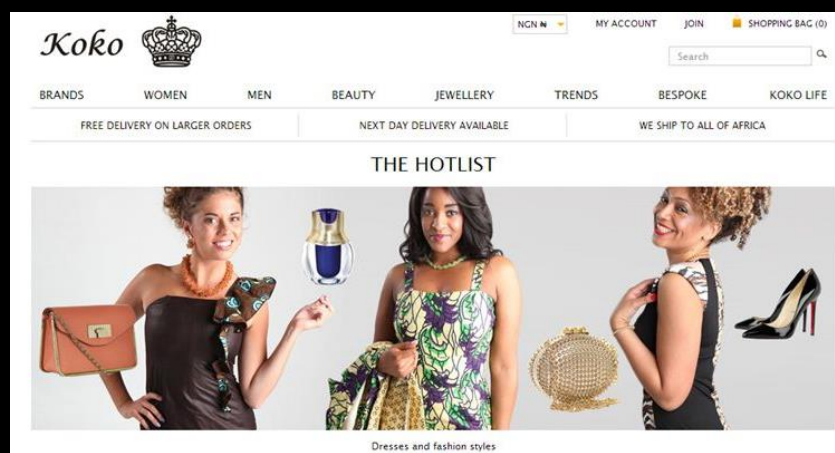 NGN ₦ MY ACCOUNT JOIN SHOPPING BAG (0)
Koko
Search
BRANDS WOMEN MEN BEAUTY JEWELLERY TRENDS BESPOKE KOKO LIFE
FREE DELIVERY ON LARGER ORDERS NEXT DAY DELIVERY AVAILABLE WE SHIP TO ALL OF AFRICA
THE HOTLIST
Dresses and fashion styles